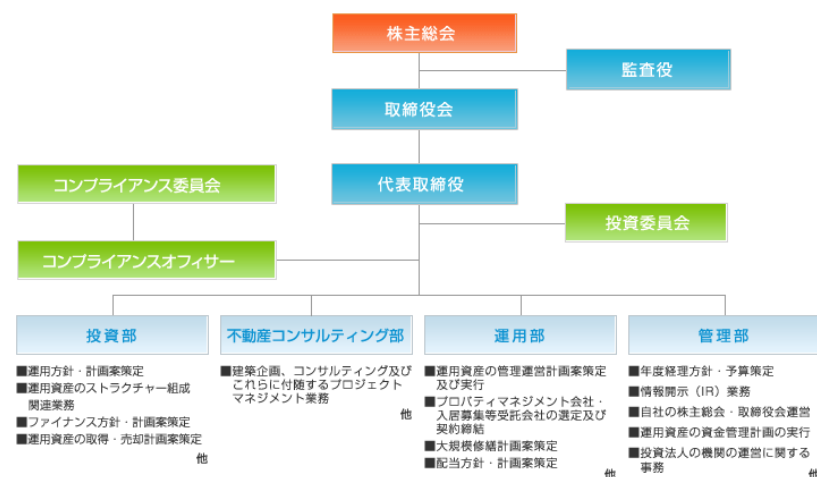 株主総会
監査役
取締役会
代表取締役
コンプライアンス委員会
投資委員会
コンプライアンスオフィサー
投資部
■運用方針・計画案策定
■運用資産のストラクチャー組成
関連業務
■ファイナンス方針・計画案策定
■運用資産の取得・売却計画案策定
他
不動産コンサルティング部
■建築企画、コンサルティング及び
これらに付随するプロジェクト
マネジメント業務
他
運用部
■運用資産の管理運営計画案策定
及び実行
■プロパティマネジメント会社・
入居募集等受託会社の選定及び
契約締結
■大規模修繕計画案策定
■配当方針・計画案策定
他
管理部
■年度経理方針・予算策定
■情報開示（IR）業務
■自社の株主総会・取締役会運営
■運用資産の資金管理計画の実行
■投資法人の機関の運営に関する
事務
他